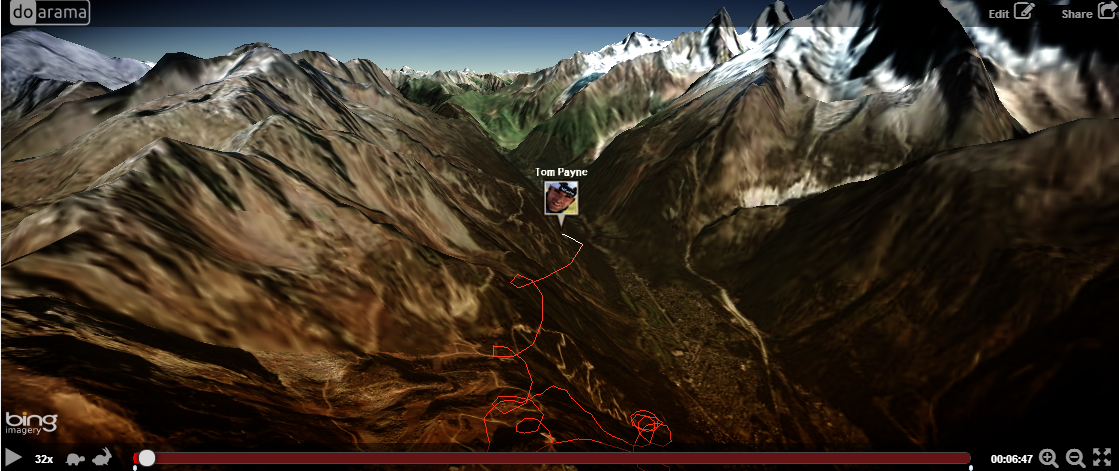 doarama
Edit
Share
Tom Payne
bing
imagery
32x
00:06:47